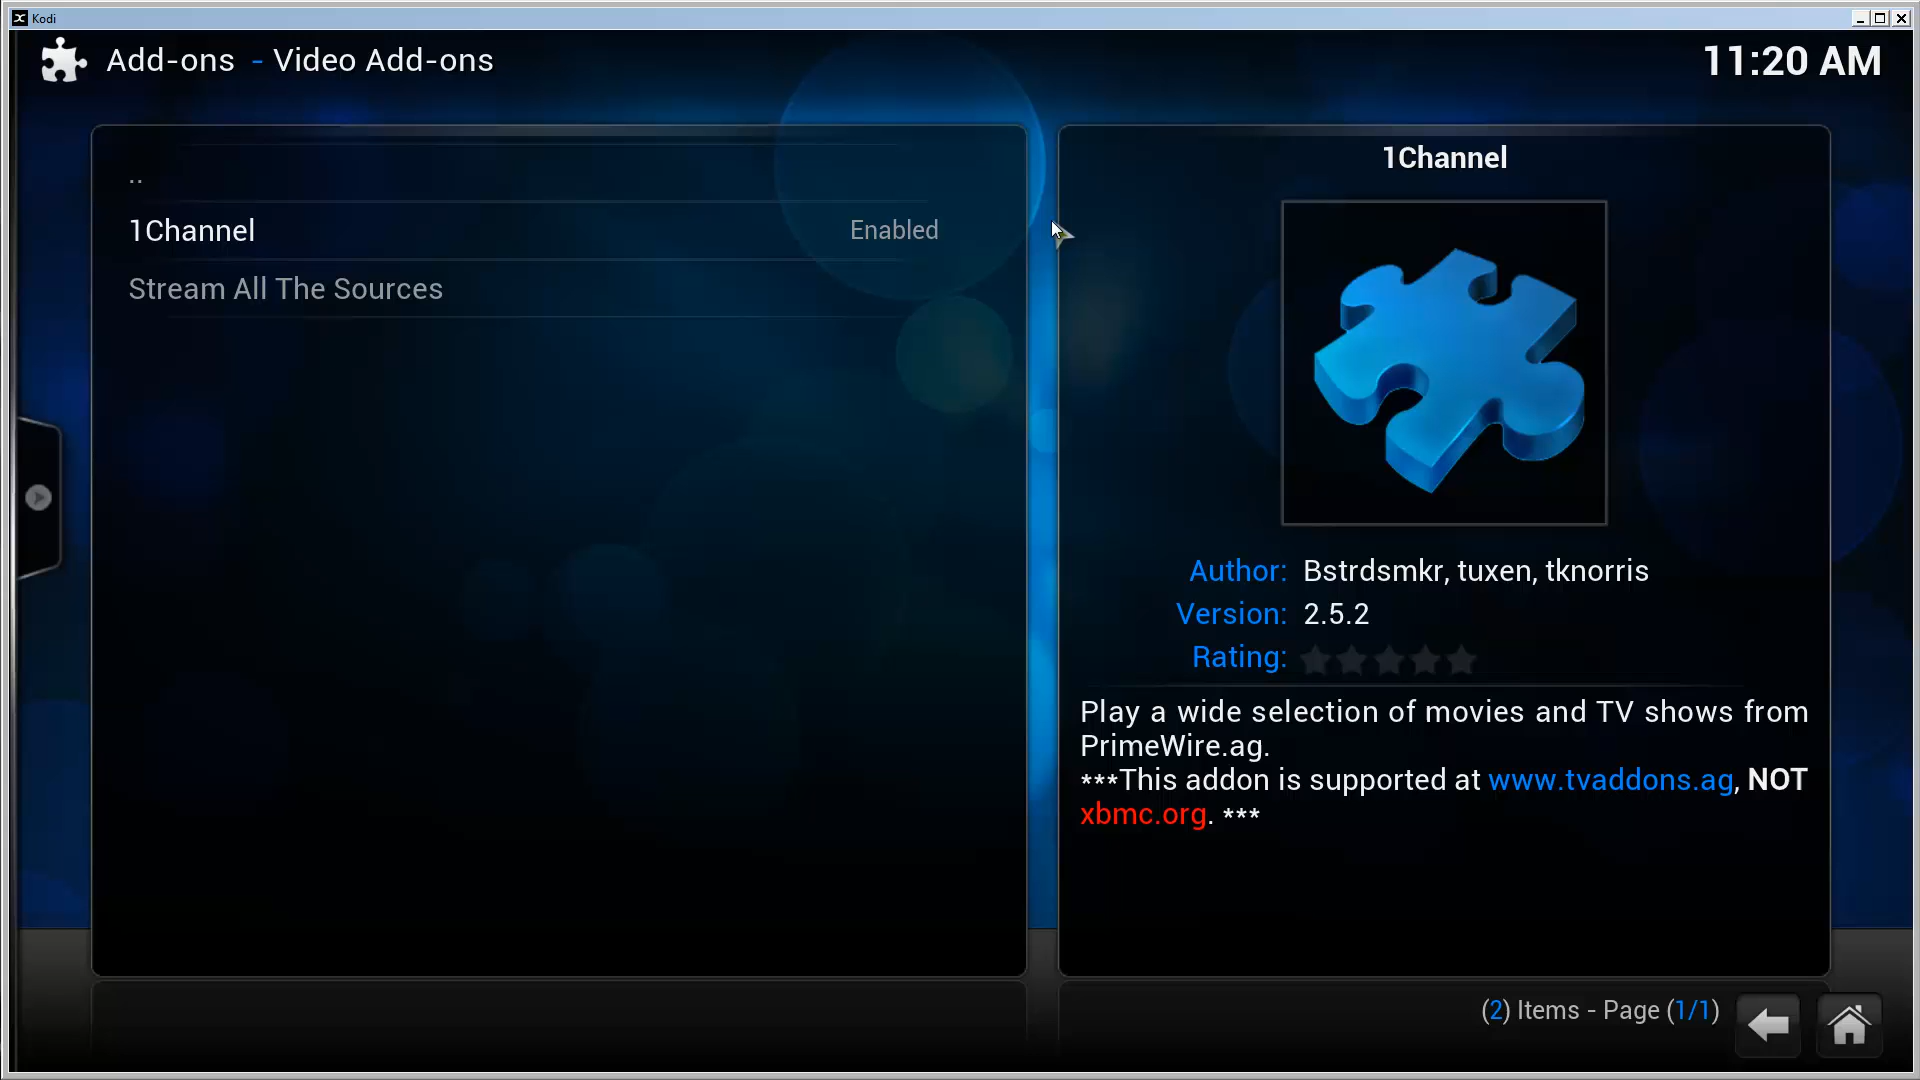 Kodi
Add-ons - Video Add-ons
11:20 AM
..
1Channel
Enabled
Stream All The Sources
1Channel
Author: Bstrdsmkr, tuxen, tknorris
Version: 2.5.2
Rating:
Play a wide selection of movies and TV shows from
PrimeWire.ag.
***This addon is supported at www.tvaddons.ag, NOT
xbmc.org. ***
(2) Items - Page (1/1)